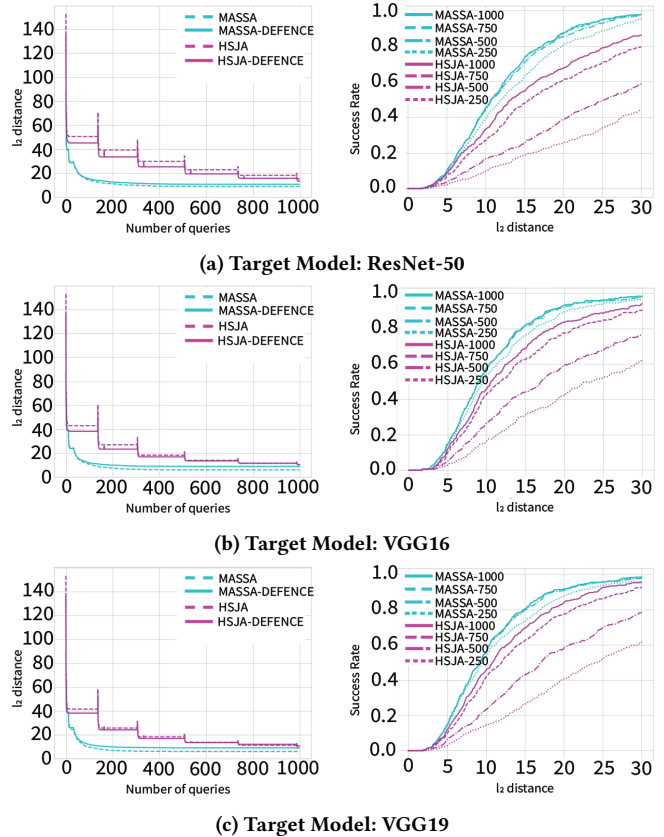 160
140
120
100
80
60
40
20
0
l₂ distance
MASSA
MASSA-DEFENCE
HSJA
HSJA-DEFENCE
0 200 400 600 800 1000
Number of queries
1.0
0.8
0.6
0.4
0.2
0.0
Success Rate
MASSA-1000
MASSA-750
MASSA-500
MASSA-250
HSJA-1000
HSJA-750
HSJA-500
HSJA-250
0 5 10 15 20 25 30
l₂ distance
(a) Target Model: ResNet-50
140
120
100
80
60
40
20
0
l₂ distance
MASSA
MASSA-DEFENCE
HSJA
HSJA-DEFENCE
0 200 400 600 800 1000
Number of queries
1.0
0.8
0.6
0.4
0.2
0.0
Success Rate
MASSA-1000
MASSA-750
MASSA-500
MASSA-250
HSJA-1000
HSJA-750
HSJA-500
HSJA-250
0 5 10 15 20 25 30
l₂ distance
(b) Target Model: VGG16
140
120
100
80
60
40
20
0
l₂ distance
MASSA
MASSA-DEFENCE
HSJA
HSJA-DEFENCE
0 200 400 600 800 1000
Number of queries
1.0
0.8
0.6
0.4
0.2
0.0
Success Rate
MASSA-1000
MASSA-750
MASSA-500
MASSA-250
HSJA-1000
HSJA-750
HSJA-500
HSJA-250
0 5 10 15 20 25 30
l₂ distance
(c) Target Model: VGG19